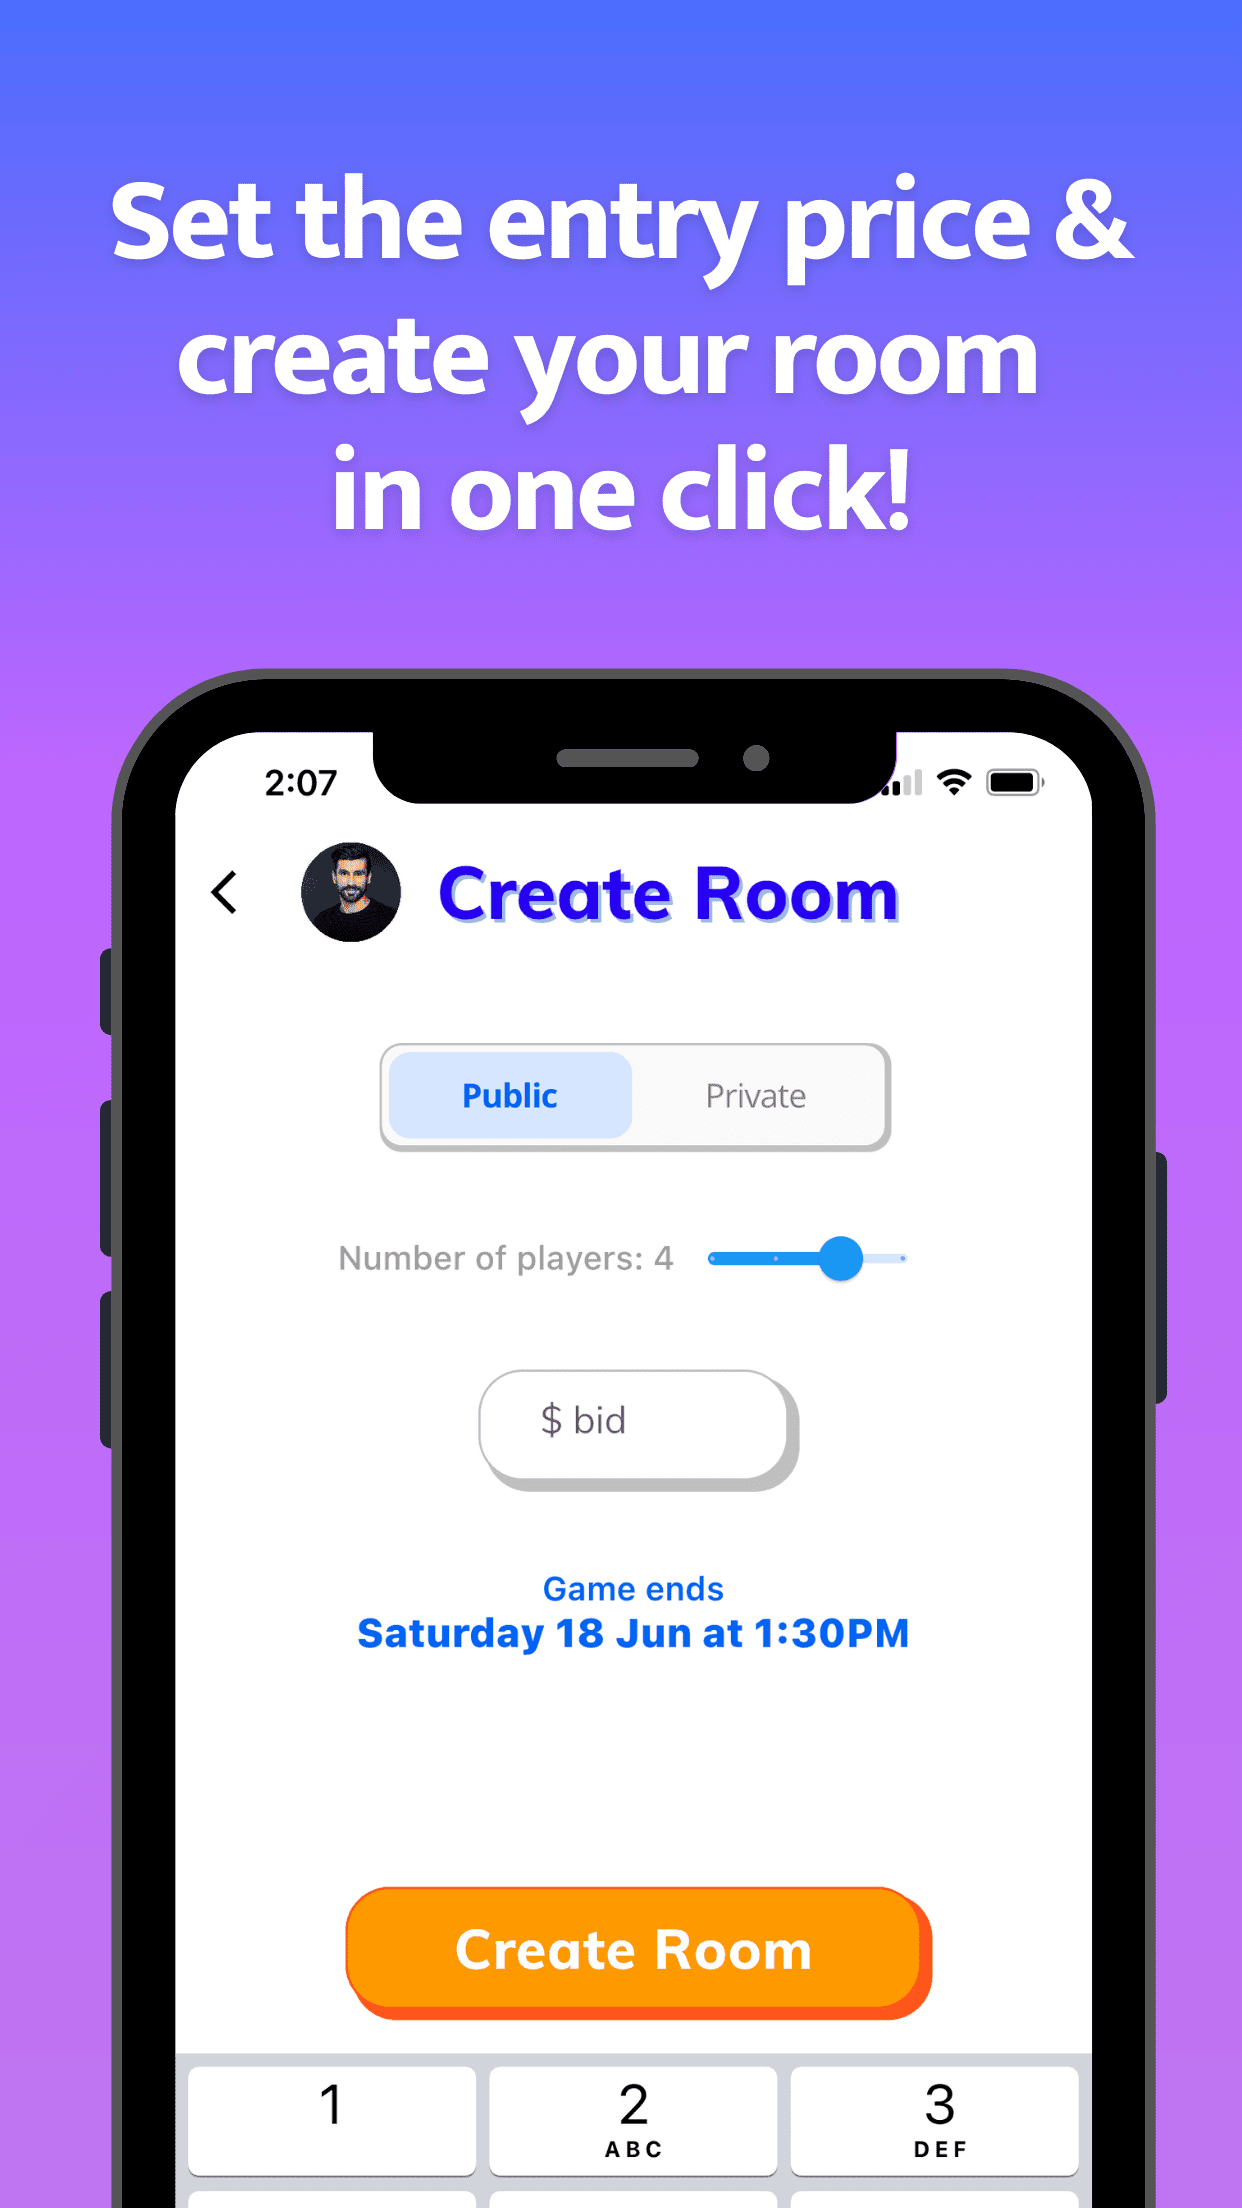 Set the entry price &
create your room
in one click!
2:07
Create Room
Public Private
Number of players: 4
$ bid
Game ends
Saturday 18 Jun at 1:30PM
Create Room
1 2 3
ABC DEF